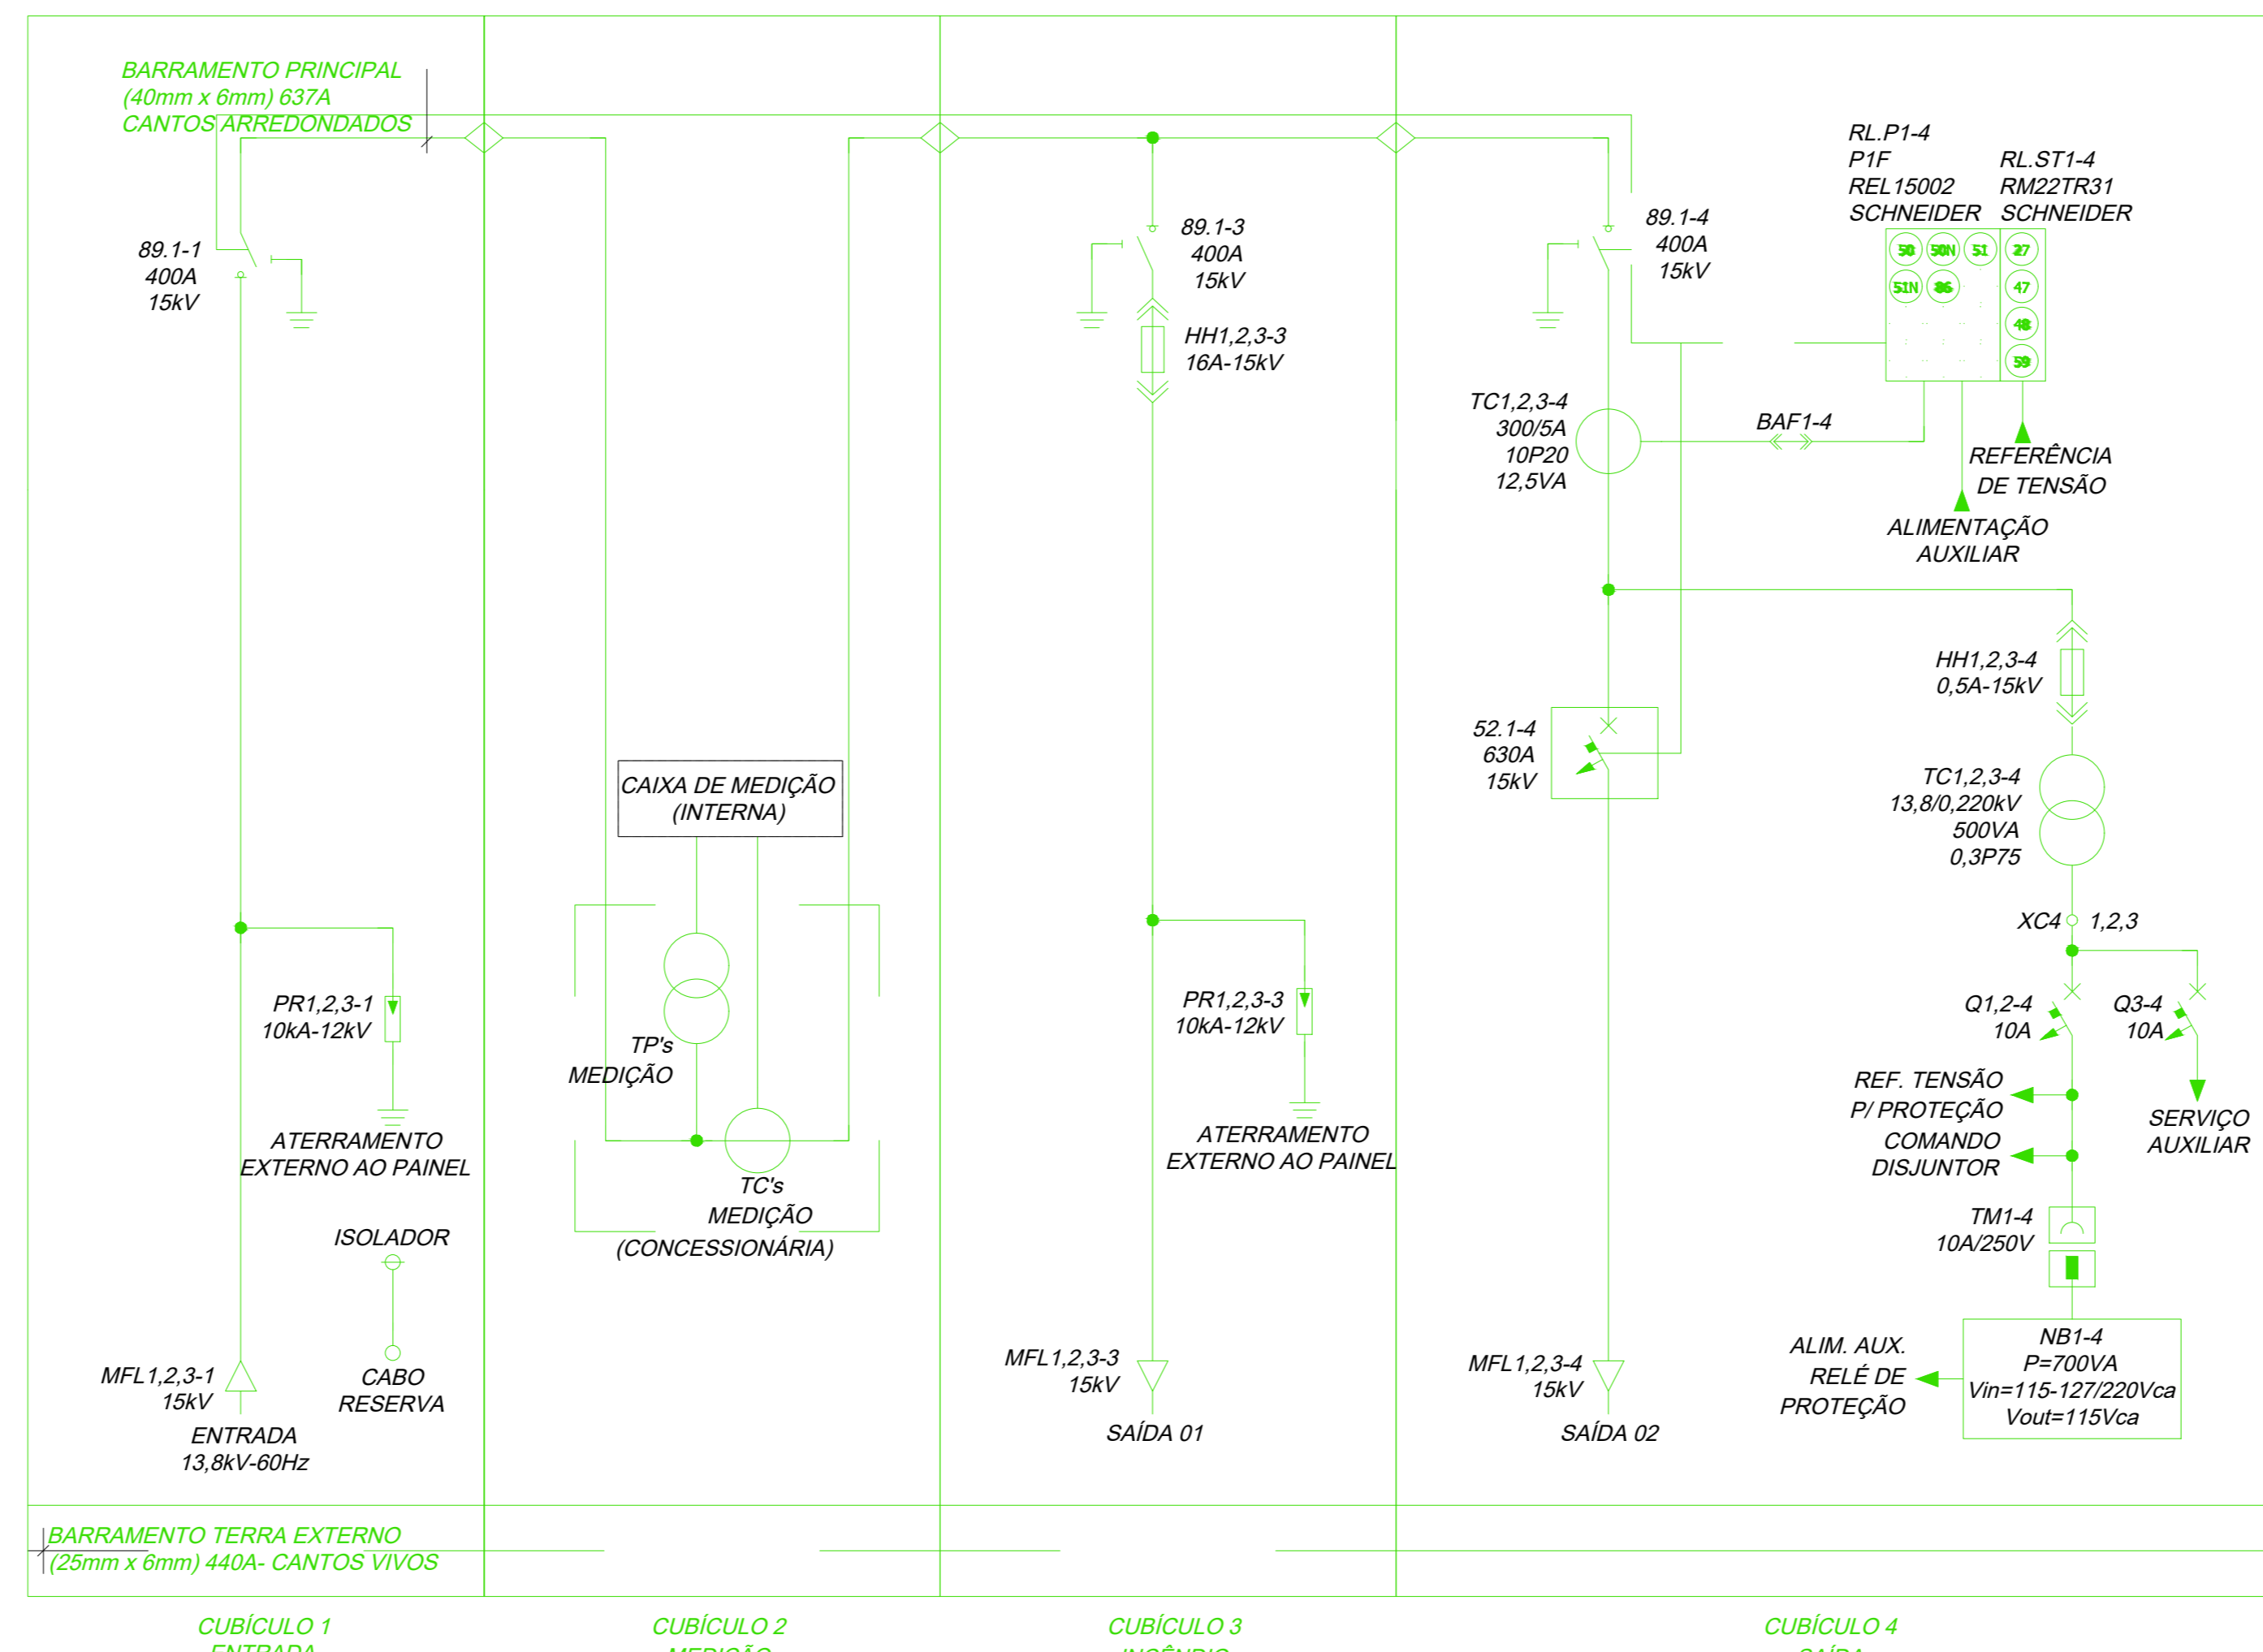 BARRAMENTO PRINCIPAL
(40mm x 6mm) 637A
CANTOS ARREDONDADOS
89.1-1
400A
15kV
PR1,2,3-1
10kA-12kV
ATERRAMENTO
EXTERNO AO PAINEL
ISOLADOR
CABO
RESERVA
MFL1,2,3-1
15kV
ENTRADA
13,8kV-60Hz
CAIXA DE MEDIÇÃO
(INTERNA)
TP's
MEDIÇÃO
TC's
MEDIÇÃO
(CONCESSIONÁRIA)
89.1-3
400A
15kV
HH1,2,3-3
16A-15kV
PR1,2,3-3
10kA-12kV
ATERRAMENTO
EXTERNO AO PAINEL
MFL1,2,3-3
15kV
SAÍDA 01
89.1-4
400A
15kV
TC1,2,3-4
300/5A
10P20
12,5VA
BAF1-4
52.1-4
630A
15kV
MFL1,2,3-4
15kV
SAÍDA 02
RL.P1-4
P1F
REL15002
SCHNEIDER
RL.ST1-4
RM22TR31
SCHNEIDER
50 50N 51 27
51N 86 47
48
59
REFERÊNCIA
DE TENSÃO
ALIMENTAÇÃO
AUXILIAR
HH1,2,3-4
0,5A-15kV
TC1,2,3-4
13,8/0,220kV
500VA
0,3P75
XC4 1,2,3
Q1,2-4
10A
Q3-4
10A
REF. TENSÃO
P/ PROTEÇÃO
COMANDO
DISJUNTOR
SERVIÇO
AUXILIAR
TM1-4
10A/250V
ALIM. AUX.
RELÉ DE
PROTEÇÃO
NB1-4
P=700VA
Vin=115-127/220Vca
Vout=115Vca
BARRAMENTO TERRA EXTERNO
(25mm x 6mm) 440A- CANTOS VIVOS
CUBÍCULO 1
ENTRADA
CUBÍCULO 2
MEDIÇÃO
CUBÍCULO 3
INCÊNDIO
CUBÍCULO 4
SAÍDA